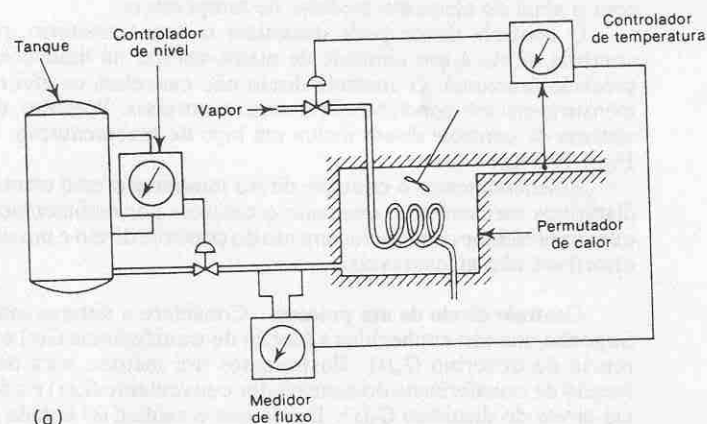 Tanque
Controlador
de nível
Controlador
de temperatura
Vapor
Permutador
de calor
Medidor
de fluxo
(a)